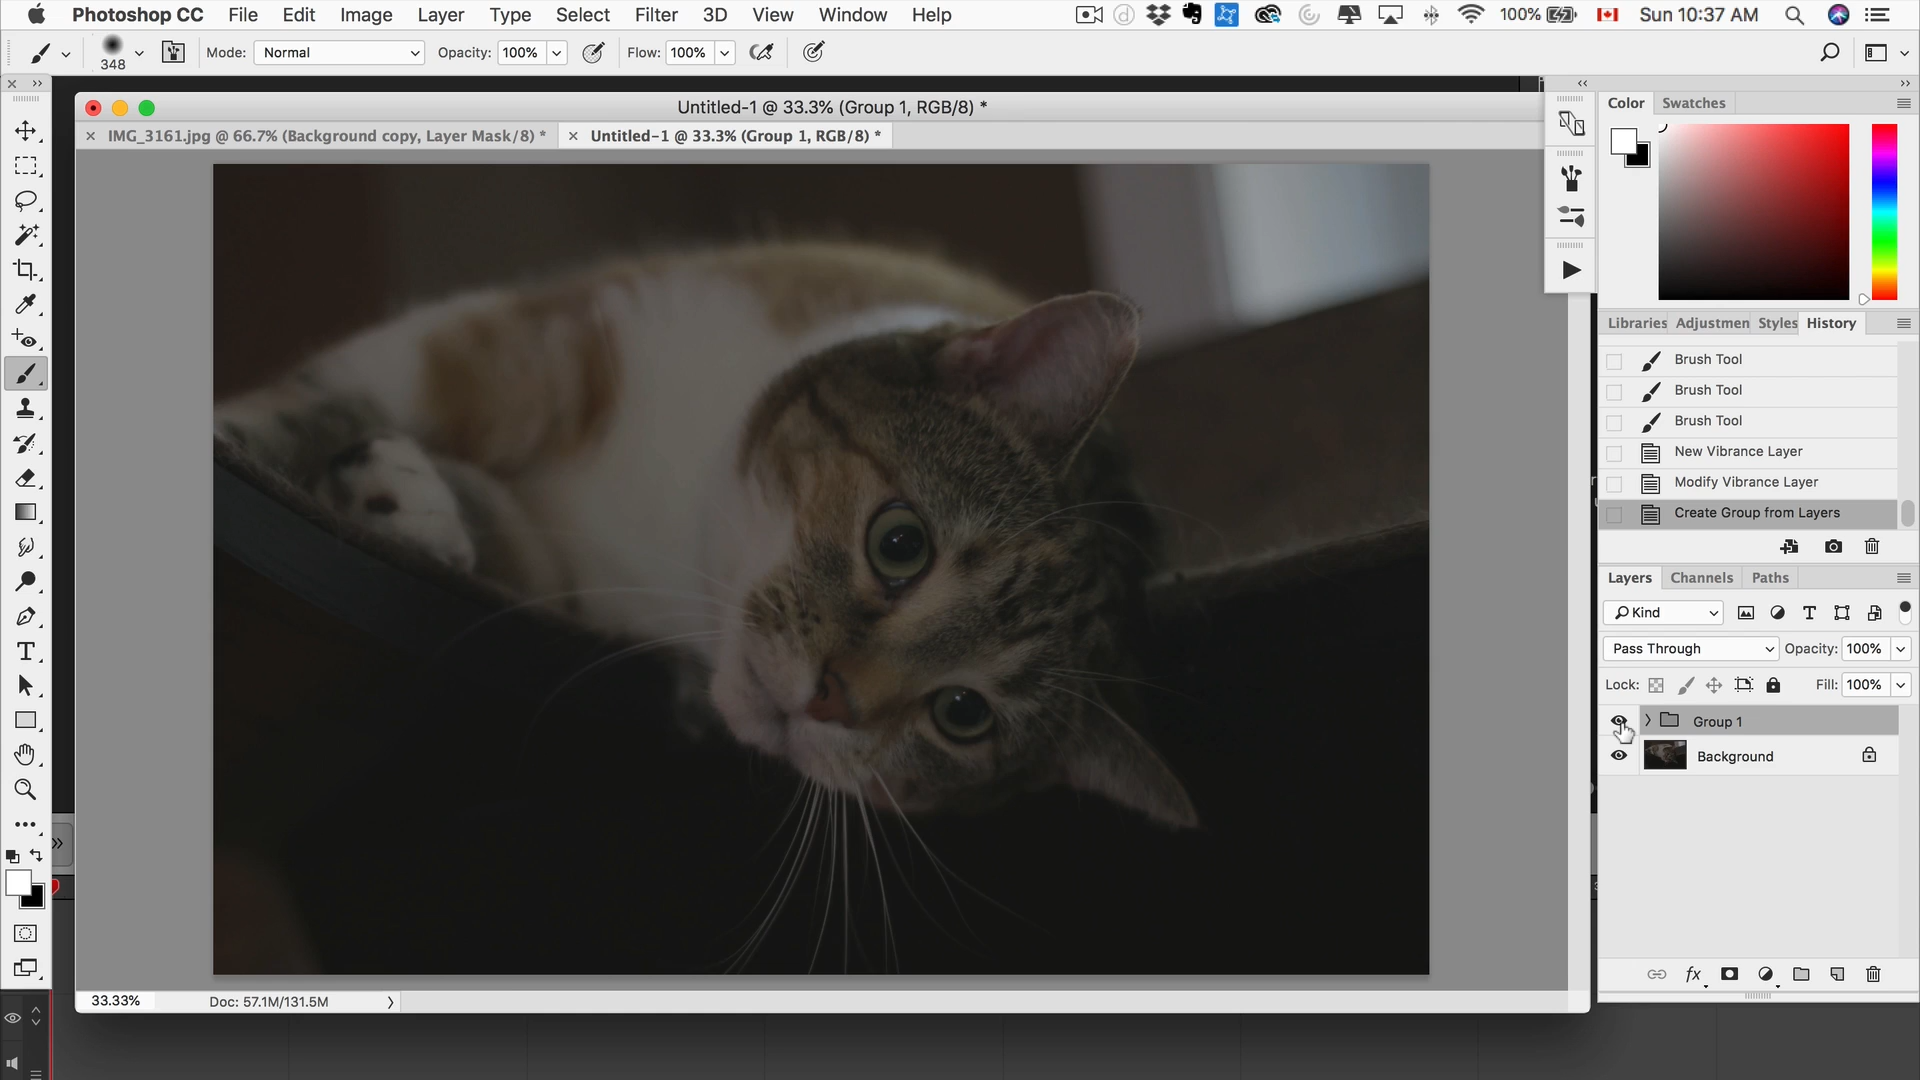 Photoshop CC File Edit Image Layer Type Select Filter 3D View Window Help 100% Sun 10:37 AM
348 Mode: Normal Opacity: 100% Flow: 100%
Untitled-1 @ 33.3% (Group 1, RGB/8) *
IMG_3161.jpg @ 66.7% (Background copy, Layer Mask/8) * Untitled-1 @ 33.3% (Group 1, RGB/8) *
Color Swatches
Libraries Adjustmen Styles History
Brush Tool
Brush Tool
Brush Tool
New Vibrance Layer
Modify Vibrance Layer
Create Group from Layers
Layers Channels Paths
Kind
Pass Through Opacity: 100%
Lock: Fill: 100%
Group 1
Background
33.33% Doc: 57.1M/131.5M